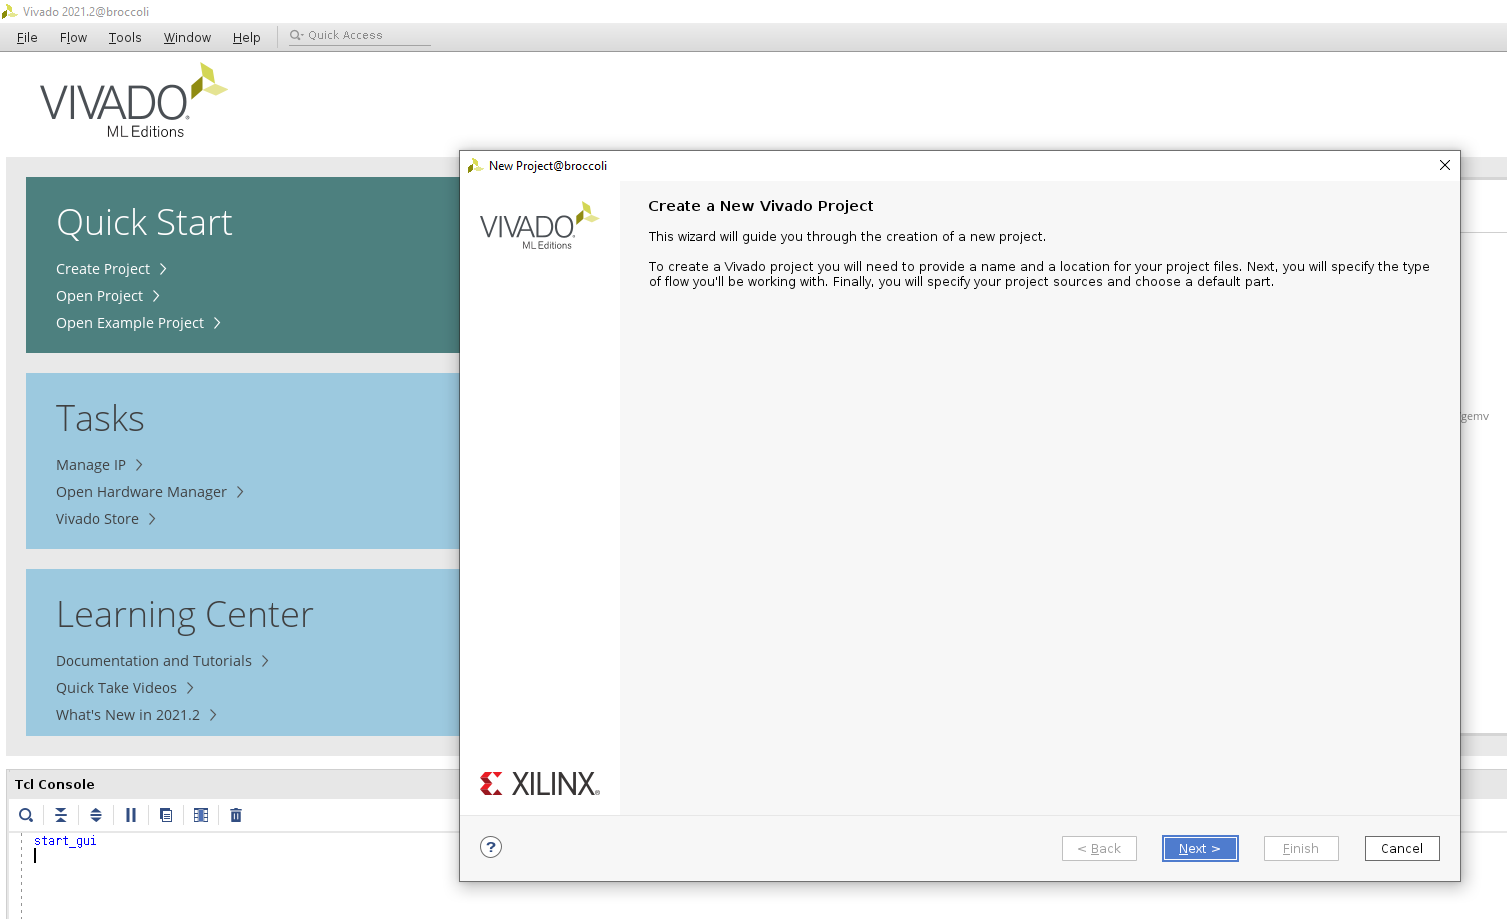 Vivado 2021.2@broccoli
File Flow Tools Window Help Quick Access
VIVADO
ML Editions
Quick Start
Create Project
Open Project
Open Example Project
Tasks
Manage IP
Open Hardware Manager
Vivado Store
Learning Center
Documentation and Tutorials
Quick Take Videos
What's New in 2021.2
Tcl Console
start_gui
New Project@broccoli
VIVADO
ML Editions
XILINX
Create a New Vivado Project
This wizard will guide you through the creation of a new project.
To create a Vivado project you will need to provide a name and a location for your project files. Next, you will specify the type
of flow you'll be working with. Finally, you will specify your project sources and choose a default part.
? < Back Next > Finish Cancel
gemv